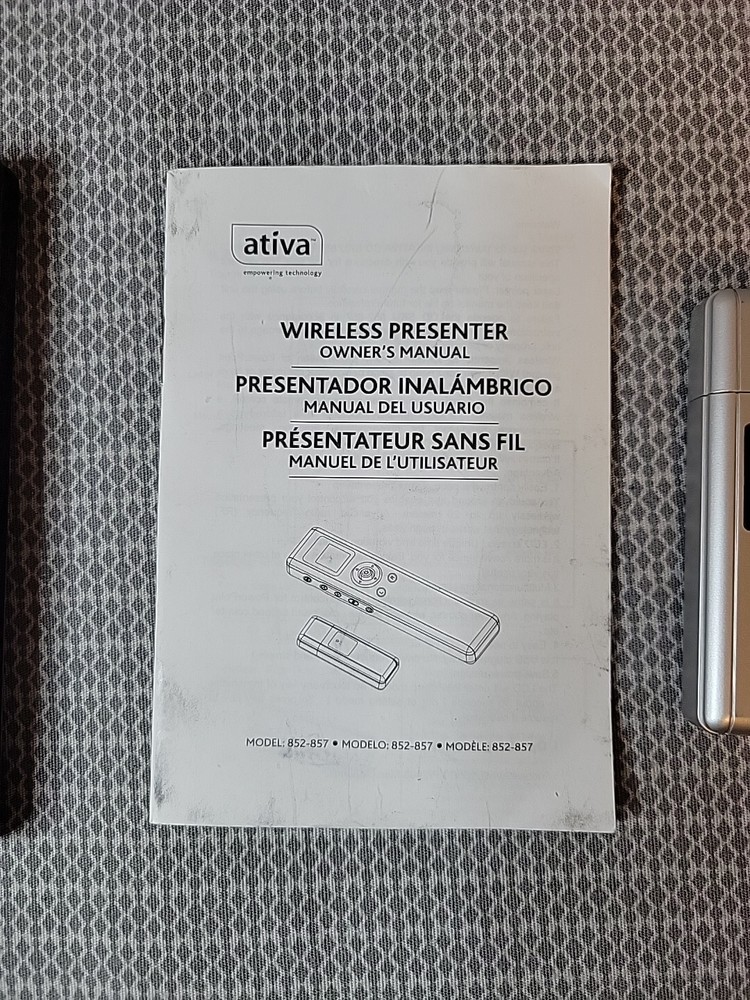 ativa™
empowering technology
WIRELESS PRESENTER
OWNER'S MANUAL
PRESENTADOR INALÁMBRICO
MANUAL DEL USUARIO
PRÉSENTATEUR SANS FIL
MANUEL DE L'UTILISATEUR
MODEL: 852-857 • MODELO: 852-857 • MODÈLE: 852-857